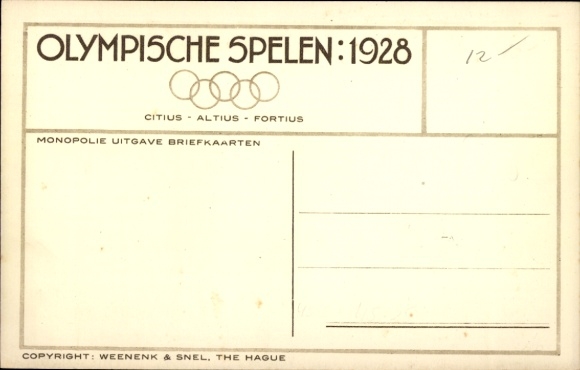 OLYMPISCHE SPELEN: 1928
12-
CITIUS - ALTIUS - FORTIUS
MONOPOLIE UITGAVE BRIEFKAARTEN
COPYRIGHT: WEENENK & SNEL, THE HAGUE